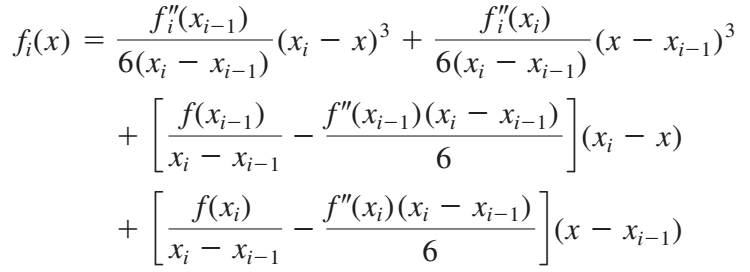 f_i(x) = \frac{f_i''(x_{i-1})}{6(x_i - x_{i-1})}(x_i - x)^3 + \frac{f_i''(x_i)}{6(x_i - x_{i-1})}(x - x_{i-1})^3
+ \left[ \frac{f(x_{i-1})}{x_i - x_{i-1}} - \frac{f''(x_{i-1})(x_i - x_{i-1})}{6} \right](x_i - x)
+ \left[ \frac{f(x_i)}{x_i - x_{i-1}} - \frac{f''(x_i)(x_i - x_{i-1})}{6} \right](x - x_{i-1})